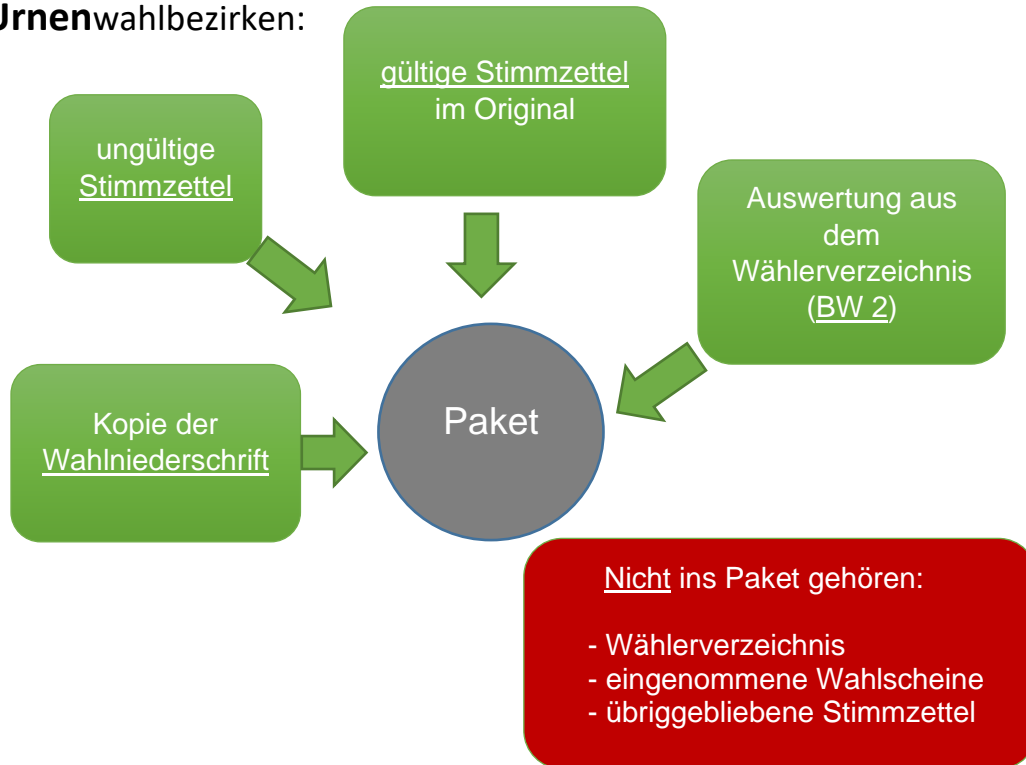 Urnenwahlbezirken:
gültige Stimmzettel
im Original
ungültige
Stimmzettel
Auswertung aus
dem
Wählerverzeichnis
(BW 2)
Paket
Kopie der
Wahlniederschrift
Nicht ins Paket gehören:
- Wählerverzeichnis
- eingenommene Wahlscheine
- übriggebliebene Stimmzettel